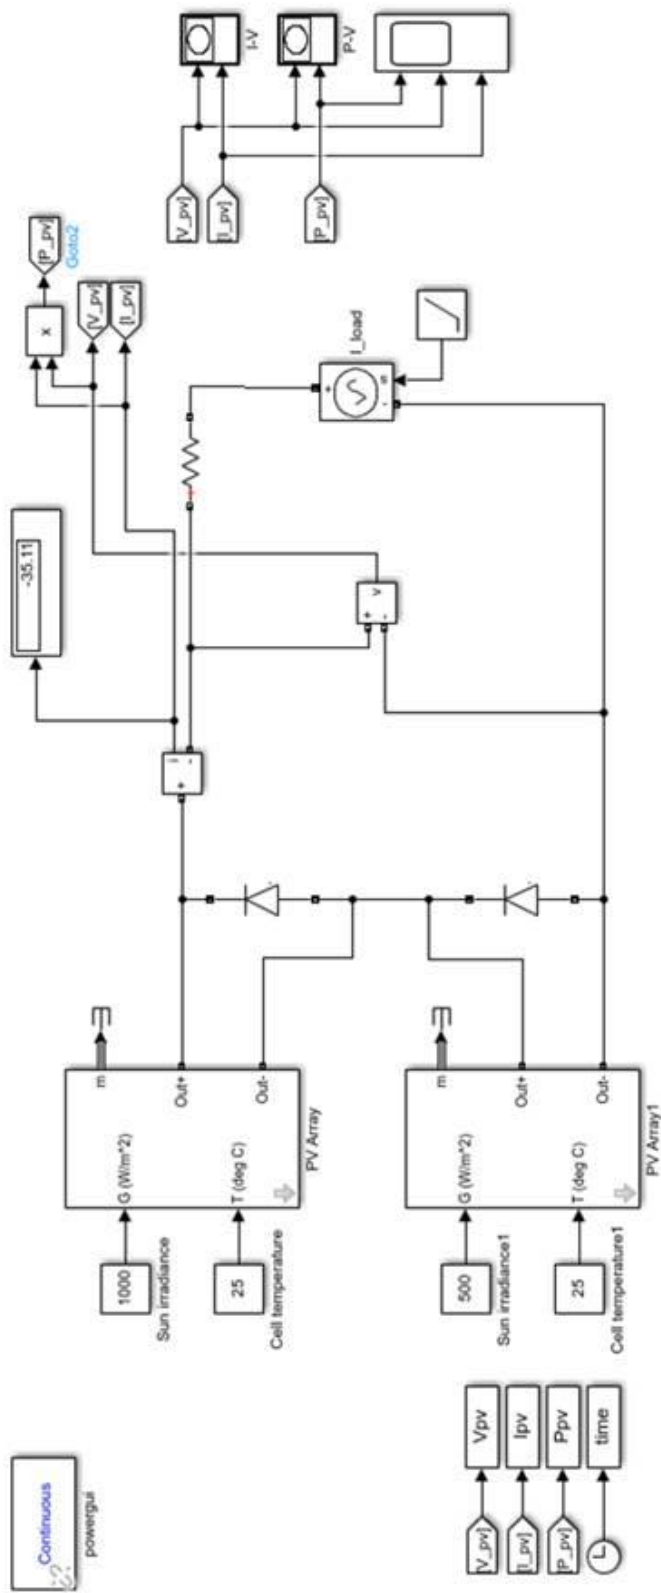 Continuous
powergui
1000
Sun irradiance
25
Cell temperature
G (W/m^2)
T (deg C)
m
Out+
Out-
PV Array
500
Sun irradiance1
25
Cell temperature1
G (W/m^2)
T (deg C)
m
Out+
Out-
PV Array1
[V_pv]
Vpv
[I_pv]
Ipv
[P_pv]
Ppv
time
+
i
-
-35.11
+
-
v
x
[P_pv]
Goto2
[V_pv]
[I_pv]
+
I_load
+
s
-
[V_pv]
[I_pv]
[P_pv]
I-V
P-V